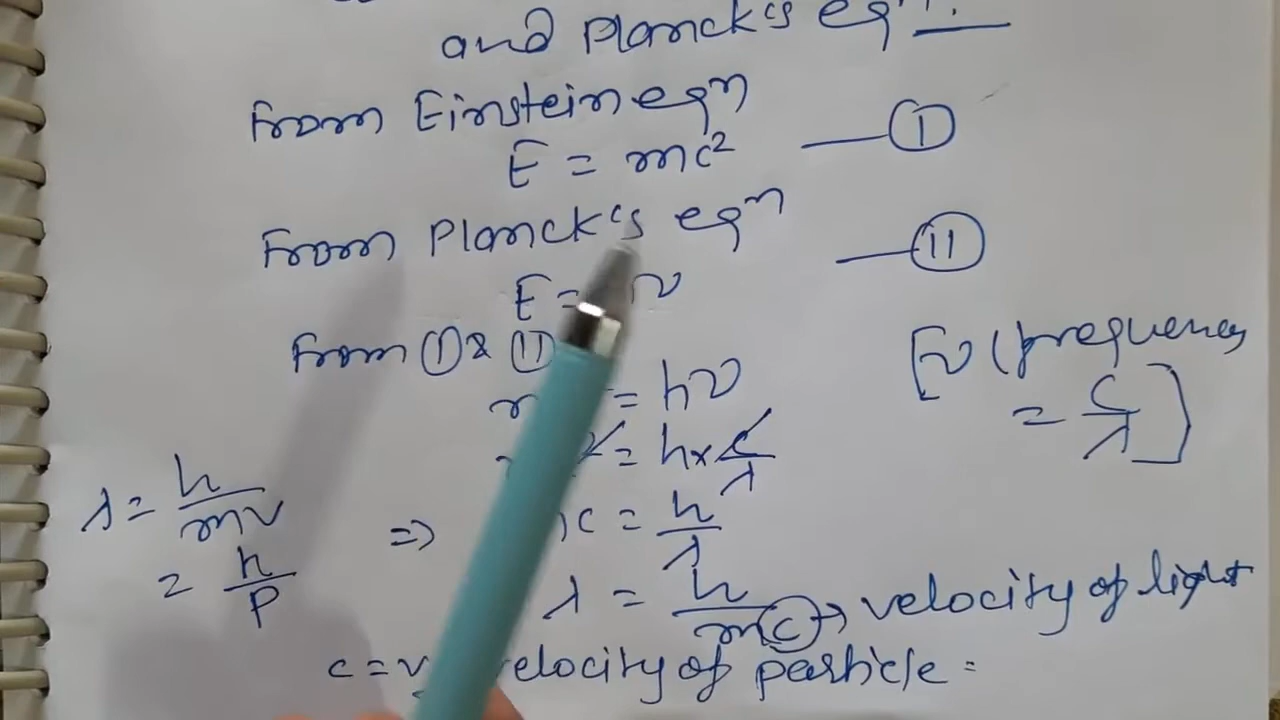 and Planck's eqn.
From Einstein eqn
E = mc² — (I)
From Planck's eqn — (II)
E = ν
From (I) & (II)
[ν (frequency
= c/λ]
= hν
= h x c/λ
λ = h/mv
= h/p
=> c = h/λ
λ = h/mc → velocity of light
c = v velocity of particle =